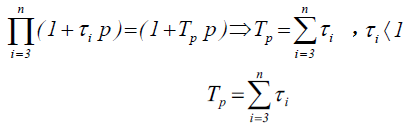 ∏_{i=3}^{n}(1+τ_i p)=(1+T_p p)⇒T_p=∑_{i=3}^{n}τ_i , τ_i⟨1
T_p=∑_{i=3}^{n}τ_i